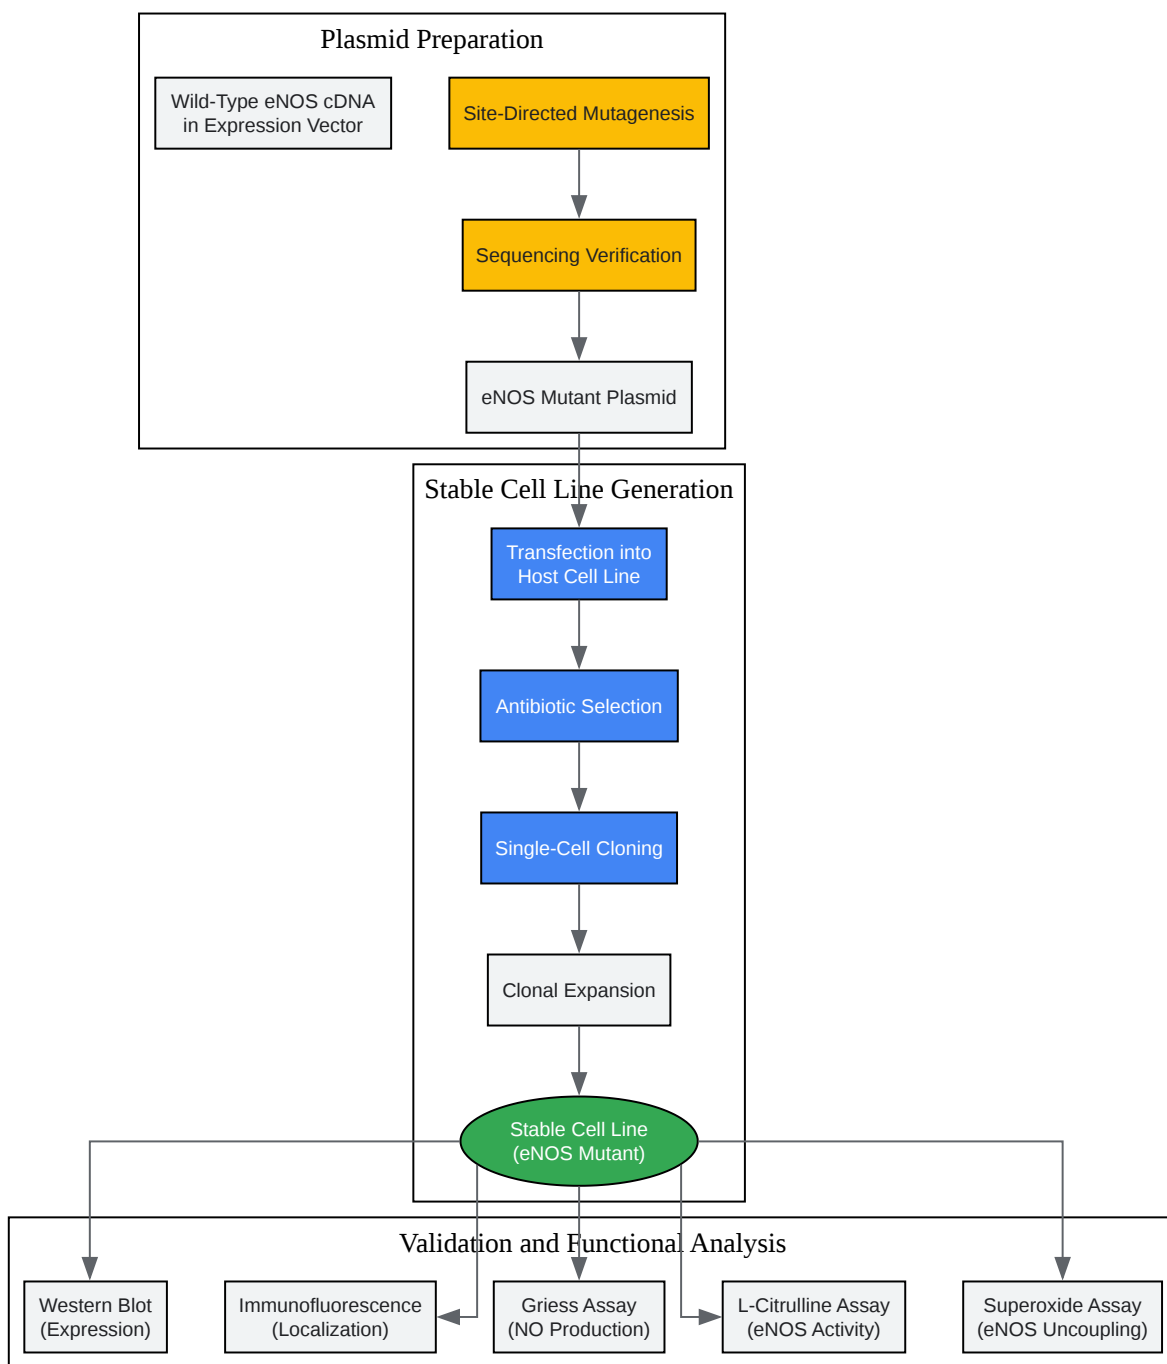 Plasmid Preparation
Wild-Type eNOS cDNA
in Expression Vector
Site-Directed Mutagenesis
Sequencing Verification
eNOS Mutant Plasmid
Stable Cell Line Generation
Transfection into
Host Cell Line
Antibiotic Selection
Single-Cell Cloning
Clonal Expansion
Stable Cell Line
(eNOS Mutant)
Validation and Functional Analysis
Western Blot
(Expression)
Immunofluorescence
(Localization)
Griess Assay
(NO Production)
L-Citrulline Assay
(eNOS Activity)
Superoxide Assay
(eNOS Uncoupling)